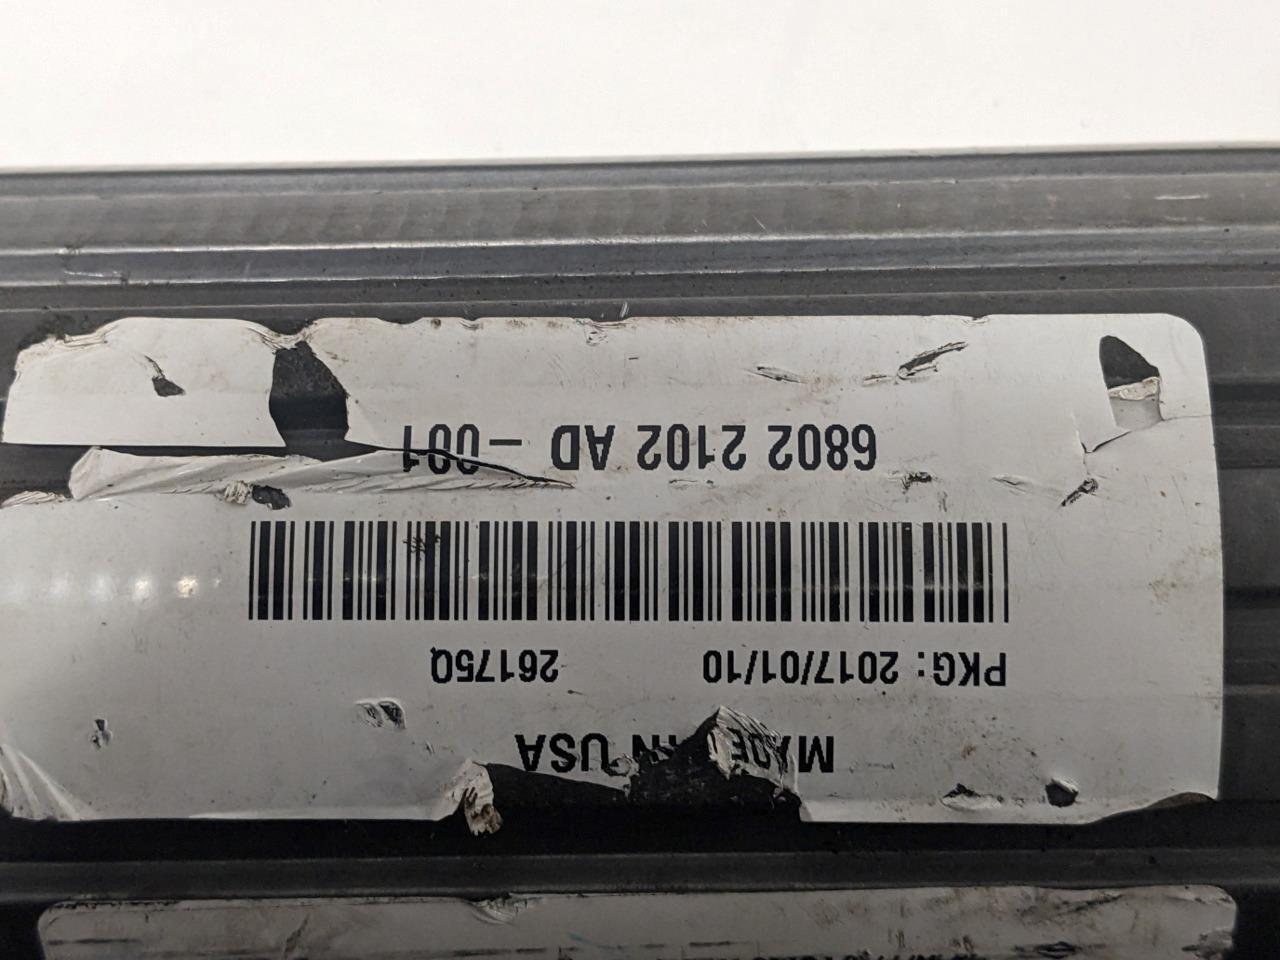 MADE IN USA
PKG: 2017/01/10 26175Q
6802 2102 AD – 001